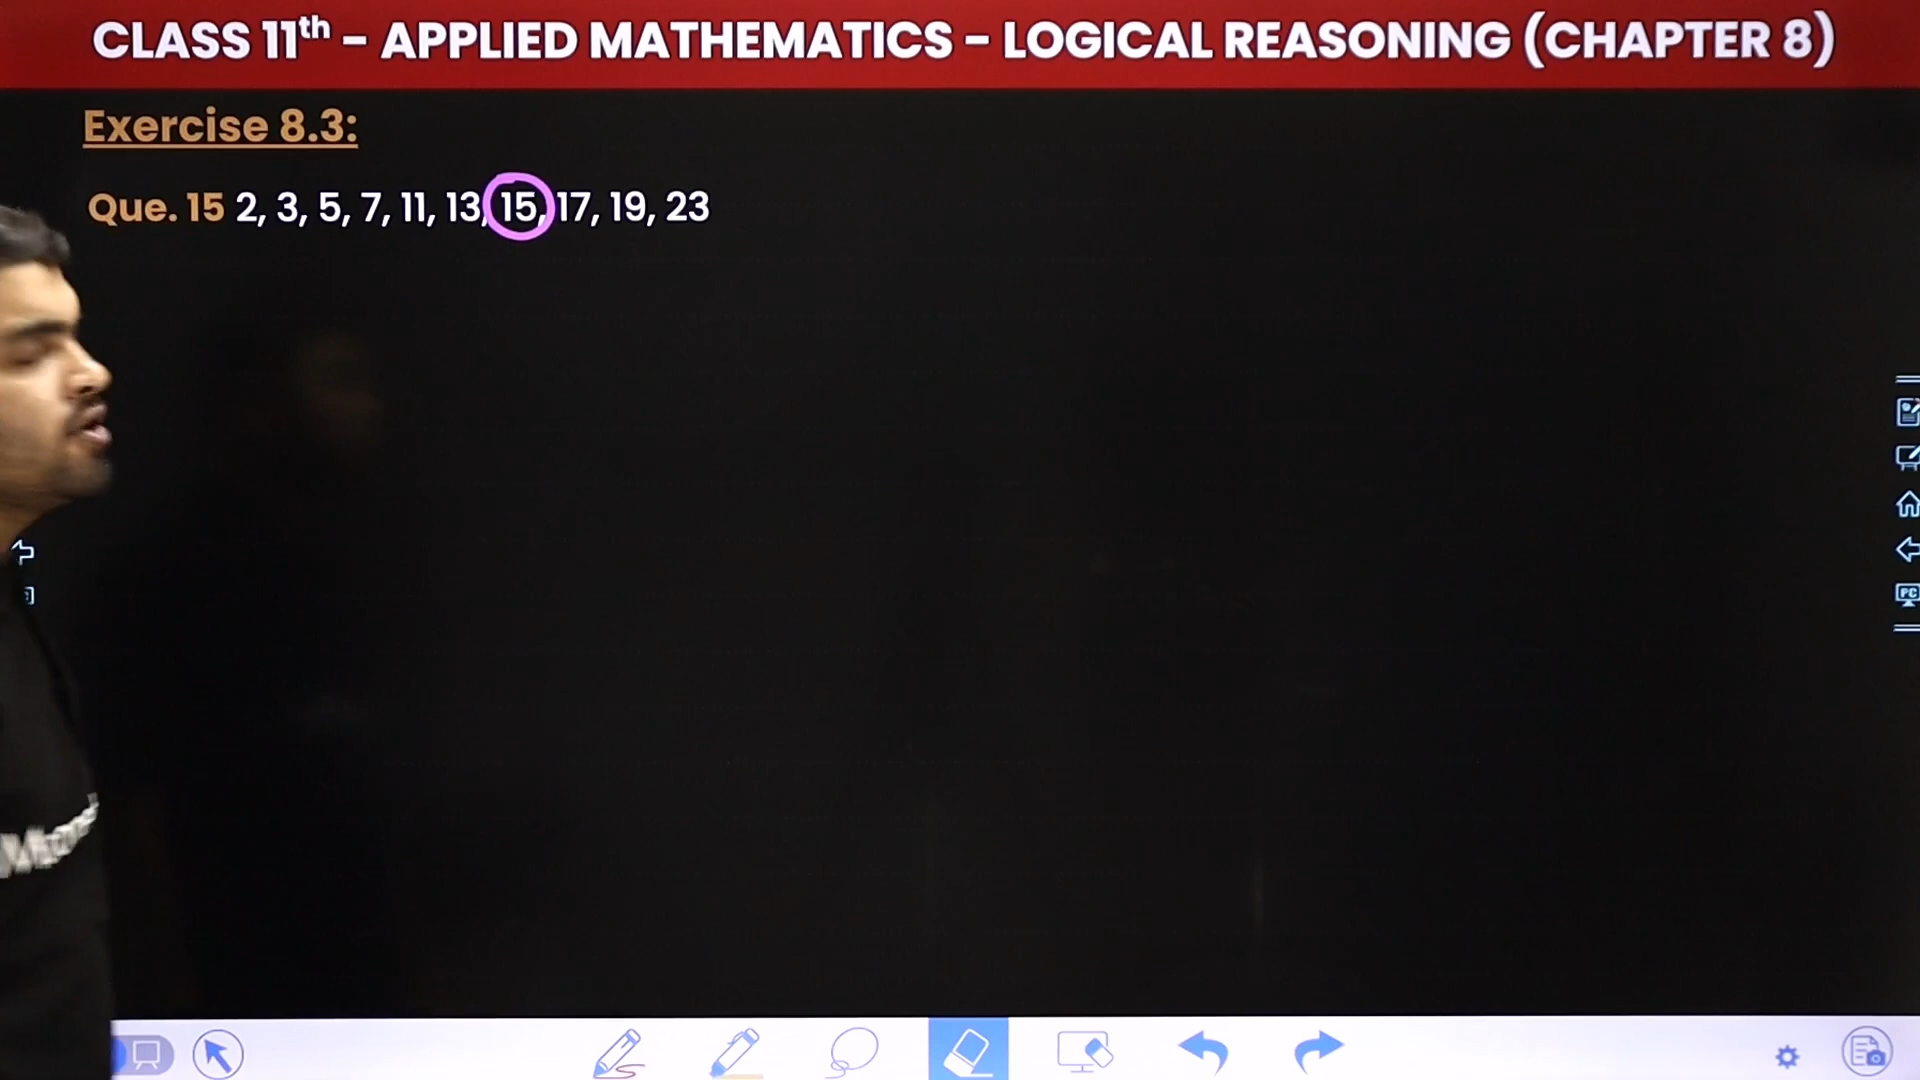 CLASS 11th - APPLIED MATHEMATICS - LOGICAL REASONING (CHAPTER 8)
Exercise 8.3:
Que. 15 2, 3, 5, 7, 11, 13, 15, 17, 19, 23
PC